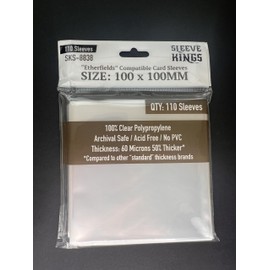 110 Sleeves
SKS-8838
SLEEVE KINGS
"Etherfields" Compatible Card Sleeves
SIZE: 100 x 100MM
QTY: 110 Sleeves
100% Clear Polypropylene
Archival Safe / Acid Free / No PVC
Thickness: 60 Microns 50% Thicker*
*Compared to other "standard" thickness brands